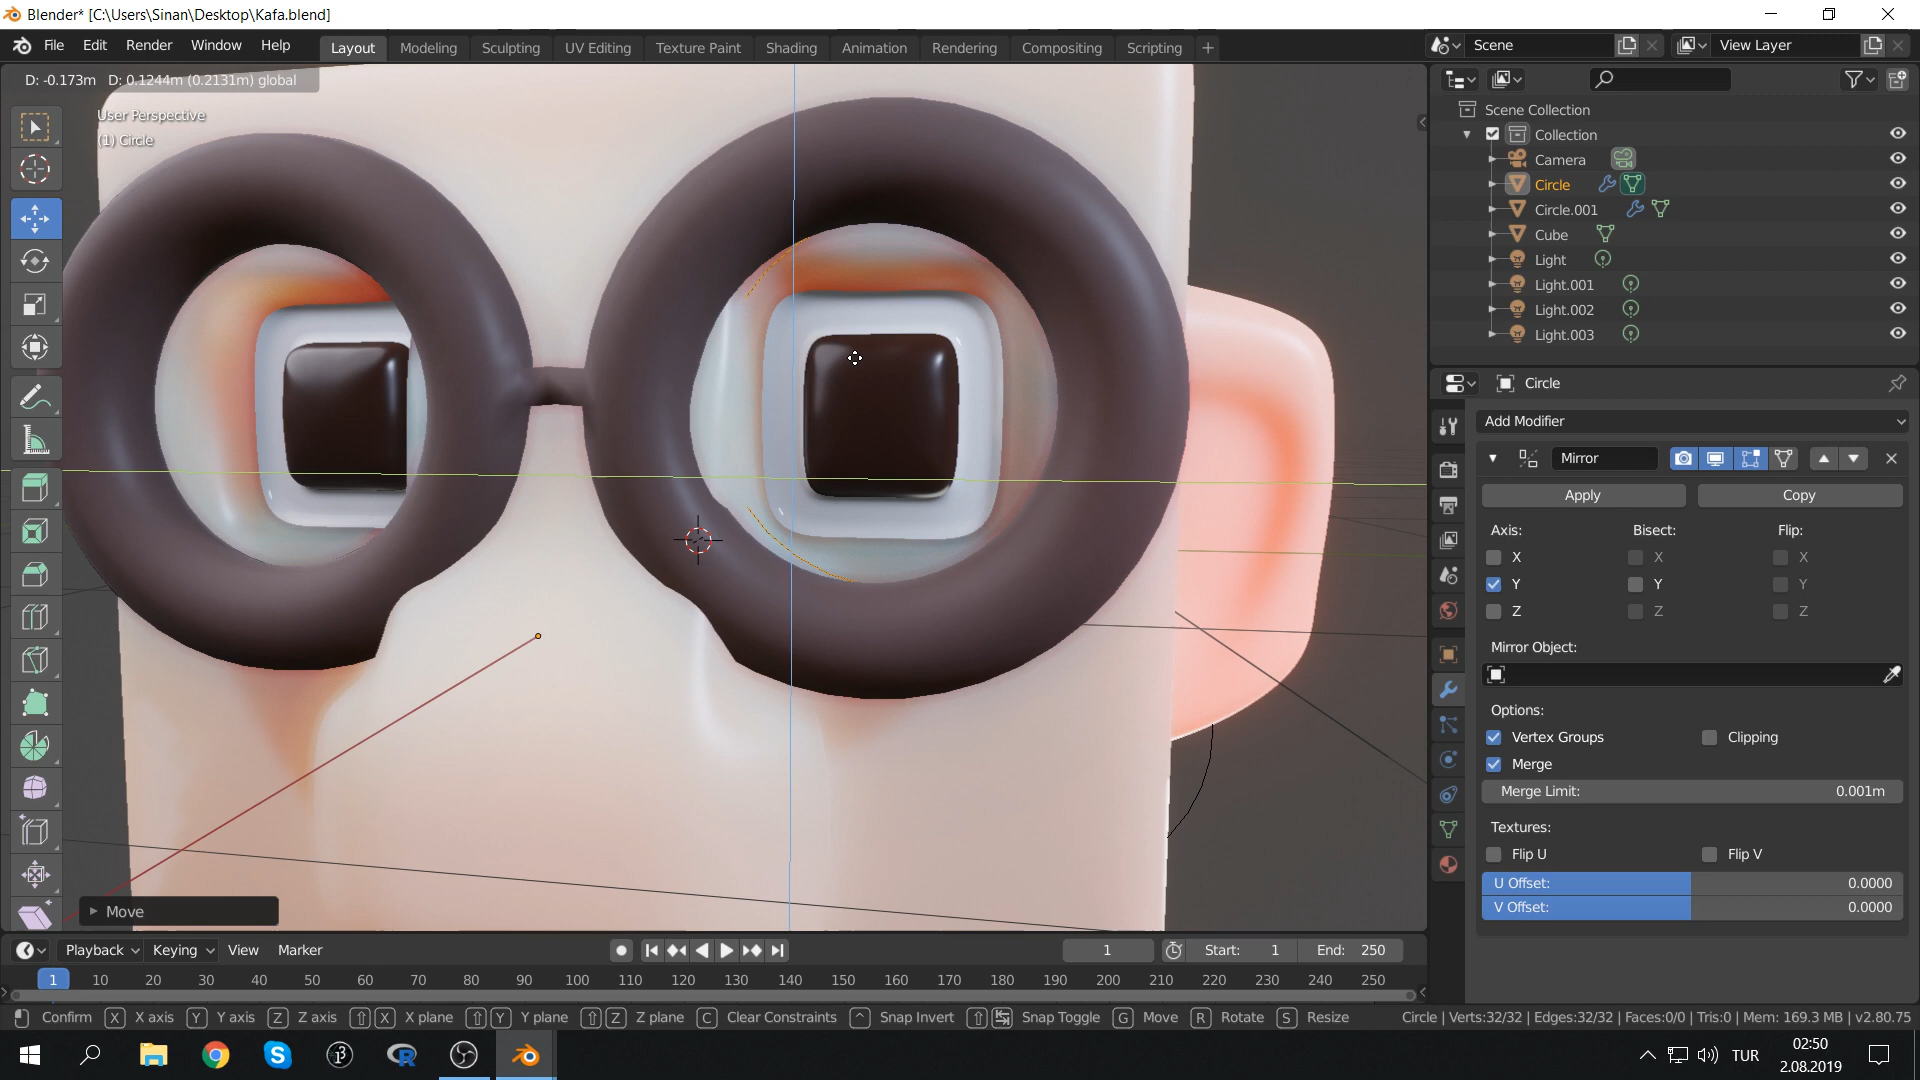 Blender* [C:\Users\Sinan\Desktop\Kafa.blend]
File Edit Render Window Help Layout Modeling Sculpting UV Editing Texture Paint Shading Animation Rendering Compositing Scripting + Scene View Layer
D: -0.173m D: 0.1244m (0.2131m) global
User Perspective
(1) Circle
Scene Collection
Collection
Camera
Circle
Circle.001
Cube
Light
Light.001
Light.002
Light.003
Circle
Add Modifier
Mirror
Apply Copy
Axis: Bisect: Flip:
X X X
Y Y Y
Z Z Z
Mirror Object:
Options:
Vertex Groups Clipping
Merge
Merge Limit: 0.001m
Textures:
Flip U Flip V
U Offset: 0.0000
V Offset: 0.0000
Move
Playback Keying View Marker 1 Start: 1 End: 250
1 10 20 30 40 50 60 70 80 90 100 110 120 130 140 150 160 170 180 190 200 210 220 230 240 250
Confirm X X axis Y Y axis Z Z axis X X plane Y Y plane Z Z plane C Clear Constraints Snap Invert Snap Toggle G Move R Rotate S Resize Circle | Verts:32/32 | Edges:32/32 | Faces:0/0 | Tris:0 | Mem: 169.3 MB | v2.80.75
TUR
02:50
2.08.2019